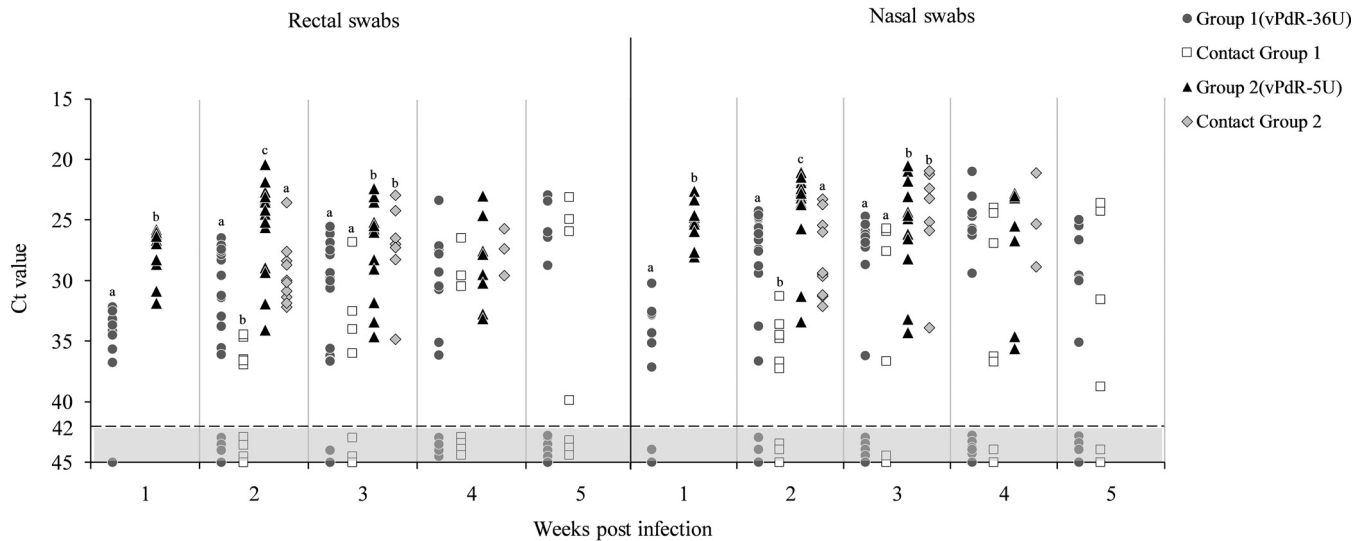 Rectal swabs
Nasal swabs
Group 1(vPdR-36U)
Contact Group 1
Group 2(vPdR-5U)
Contact Group 2
Ct value
15
20
25
30
35
40
42
45
a
b
a
b
c
a
a
a
b
b
a
b
a
b
c
a
a
a
b
b
1 2 3 4 5 1 2 3 4 5
Weeks post infection